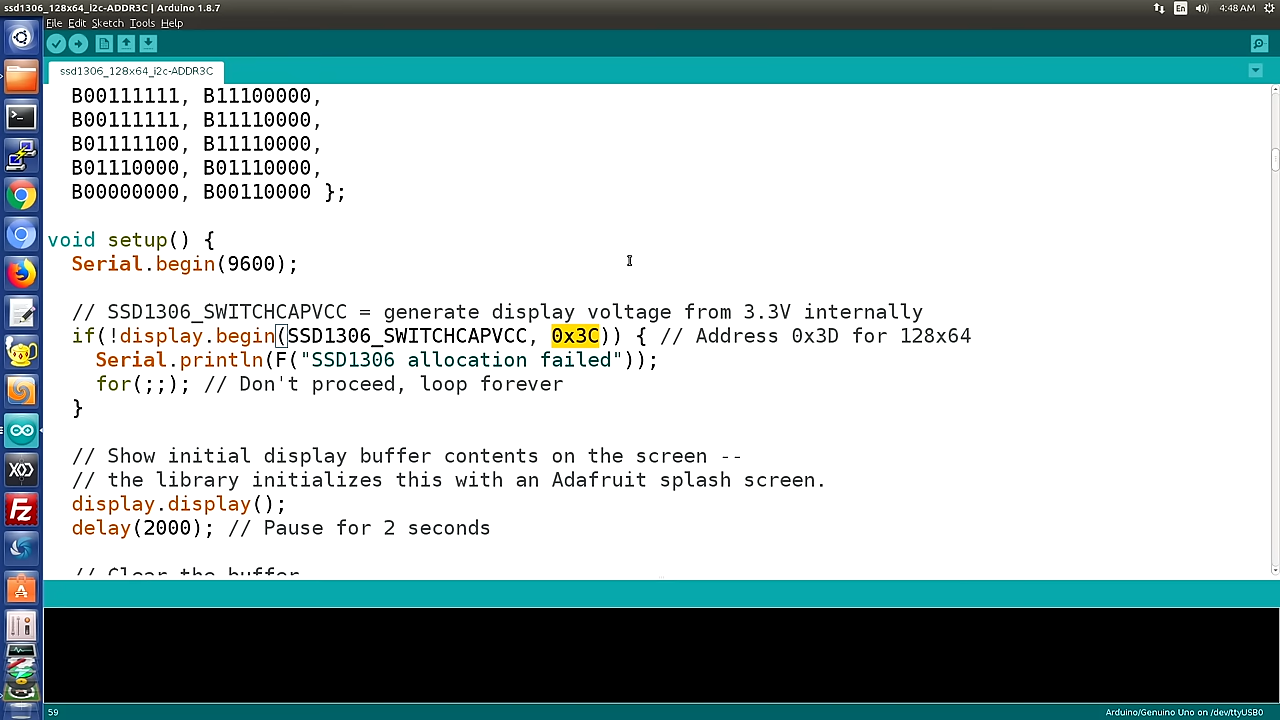 ssd1306_128x64_i2c-ADDR3C | Arduino 1.8.7
En
4:48 AM
File Edit Sketch Tools Help
ssd1306_128x64_i2c-ADDR3C
B00111111, B11100000,
B00111111, B11110000,
B01111100, B11110000,
B01110000, B01110000,
B00000000, B00110000 };
void setup() {
Serial.begin(9600);
// SSD1306_SWITCHCAPVCC = generate display voltage from 3.3V internally
if(!display.begin(SSD1306_SWITCHCAPVCC, 0x3C)) { // Address 0x3D for 128x64
Serial.println(F("SSD1306 allocation failed"));
for(;;); // Don't proceed, loop forever
}
// Show initial display buffer contents on the screen --
// the library initializes this with an Adafruit splash screen.
display.display();
delay(2000); // Pause for 2 seconds
// Clear the buffer
59
Arduino/Genuino Uno on /dev/ttyUSB0